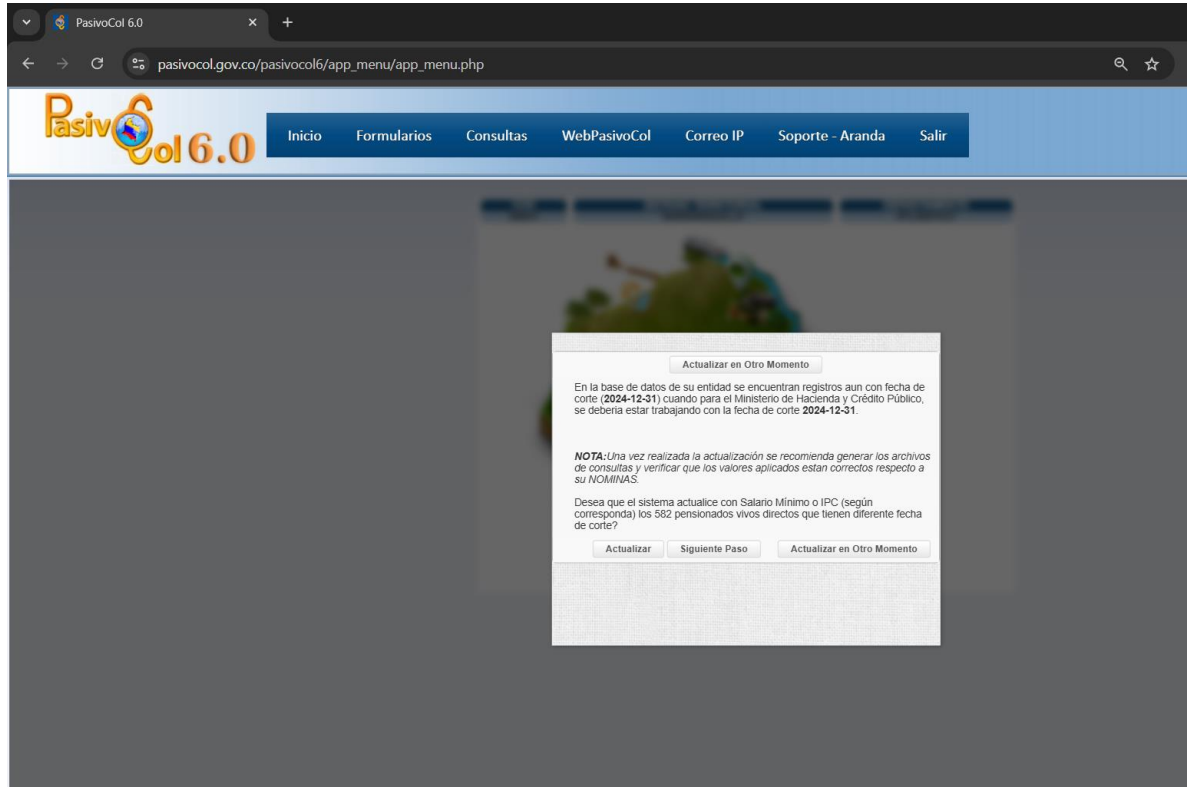 PasivoCol 6.0
pasivocol.gov.co/pasivocol6/app_menu/app_menu.php
PasivoCol 6.0
Inicio Formularios Consultas WebPasivoCol Correo IP Soporte - Aranda Salir
Actualizar en Otro Momento
En la base de datos de su entidad se encuentran registros aun con fecha de
corte (2024-12-31) cuando para el Ministerio de Hacienda y Crédito Público,
se deberia estar trabajando con la fecha de corte 2024-12-31.
NOTA:Una vez realizada la actualización se recomienda generar los archivos
de consultas y verificar que los valores aplicados estan correctos respecto a
su NOMINAS.
Desea que el sistema actualice con Salario Mínimo o IPC (según
corresponda) los 582 pensionados vivos directos que tienen diferente fecha
de corte?
Actualizar Siguiente Paso Actualizar en Otro Momento